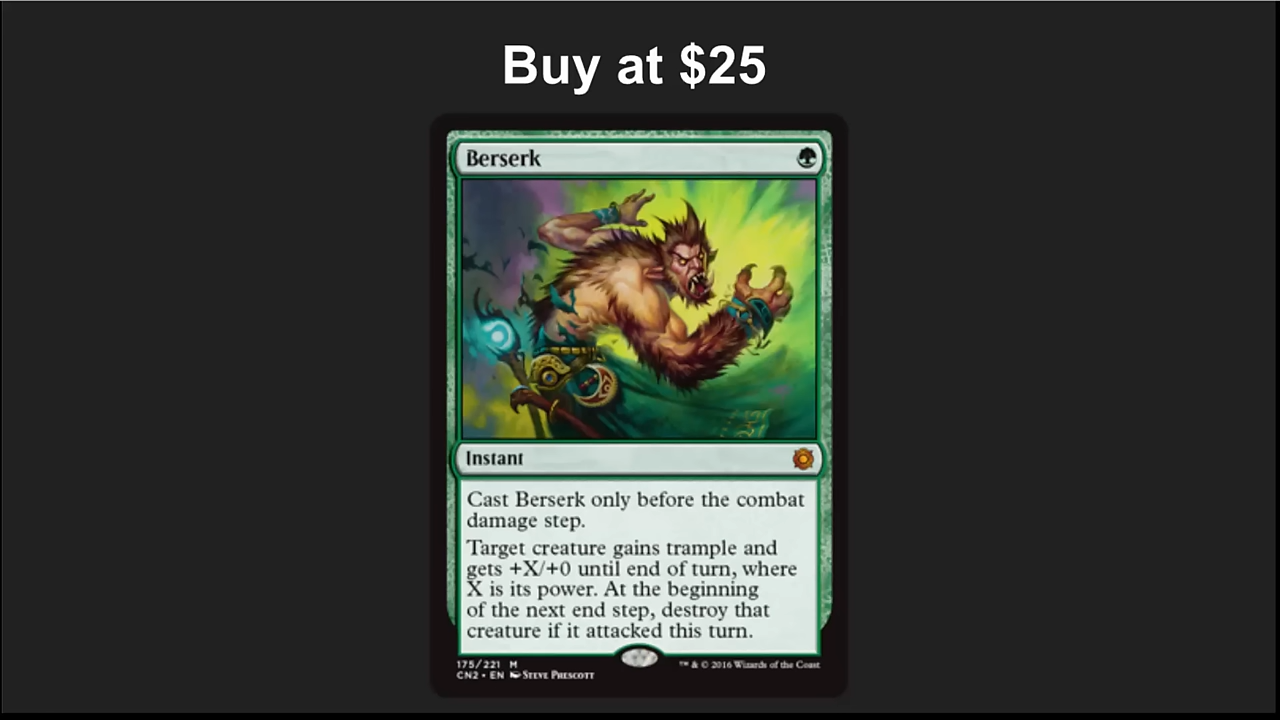 Buy at $25
Berserk
Instant
Cast Berserk only before the combat
damage step.
Target creature gains trample and
gets +X/+0 until end of turn, where
X is its power. At the beginning
of the next end step, destroy that
creature if it attacked this turn.
175/221 M
CN2 • EN Steve Prescott
™ & © 2016 Wizards of the Coast